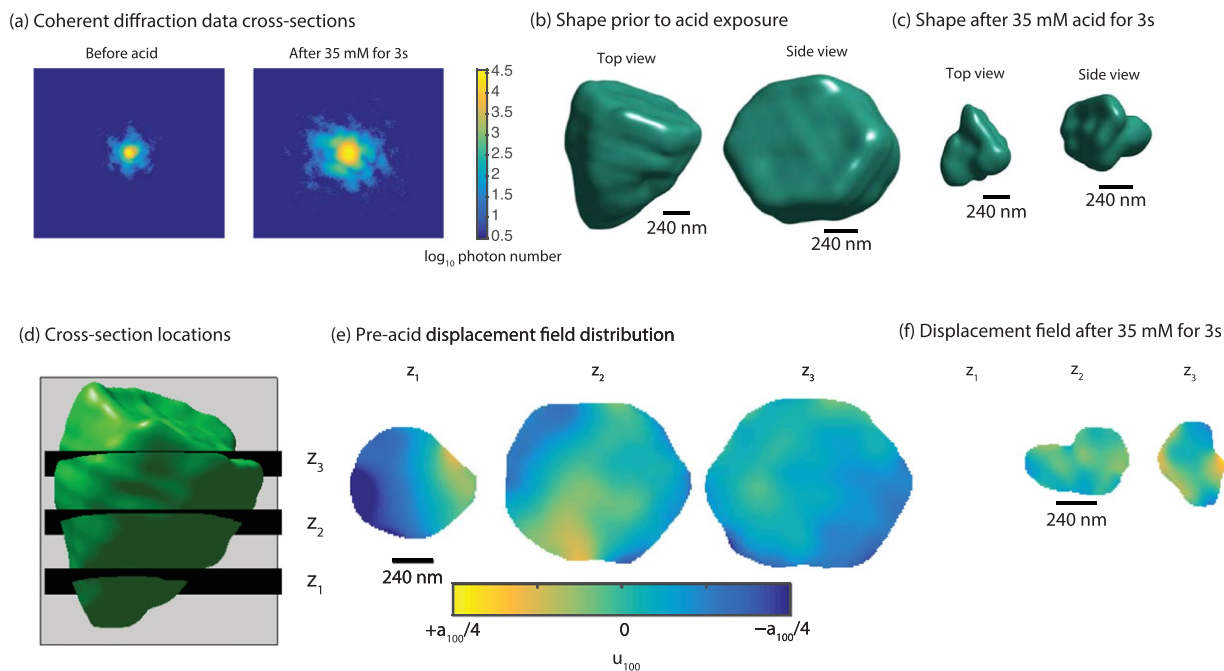 (a) Coherent diffraction data cross-sections
Before acid
After 35 mM for 3s
4.5
4
3.5
3
2.5
2
1.5
1
0.5
log₁₀ photon number
(b) Shape prior to acid exposure
Top view
Side view
240 nm
240 nm
(c) Shape after 35 mM acid for 3s
Top view
Side view
240 nm
240 nm
(d) Cross-section locations
z₃
z₂
z₁
(e) Pre-acid displacement field distribution
z₁ z₂ z₃
240 nm
+a₁₀₀/4 0 −a₁₀₀/4
u₁₀₀
(f) Displacement field after 35 mM for 3s
z₁ z₂ z₃
240 nm